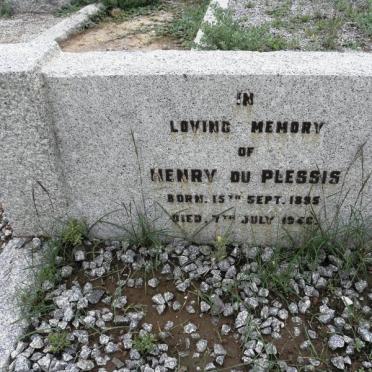 IN
LOVING MEMORY
OF
HENRY DU PLESSIS
BORN. 15TH SEPT. 1895
DIED. 7TH JULY 1946.